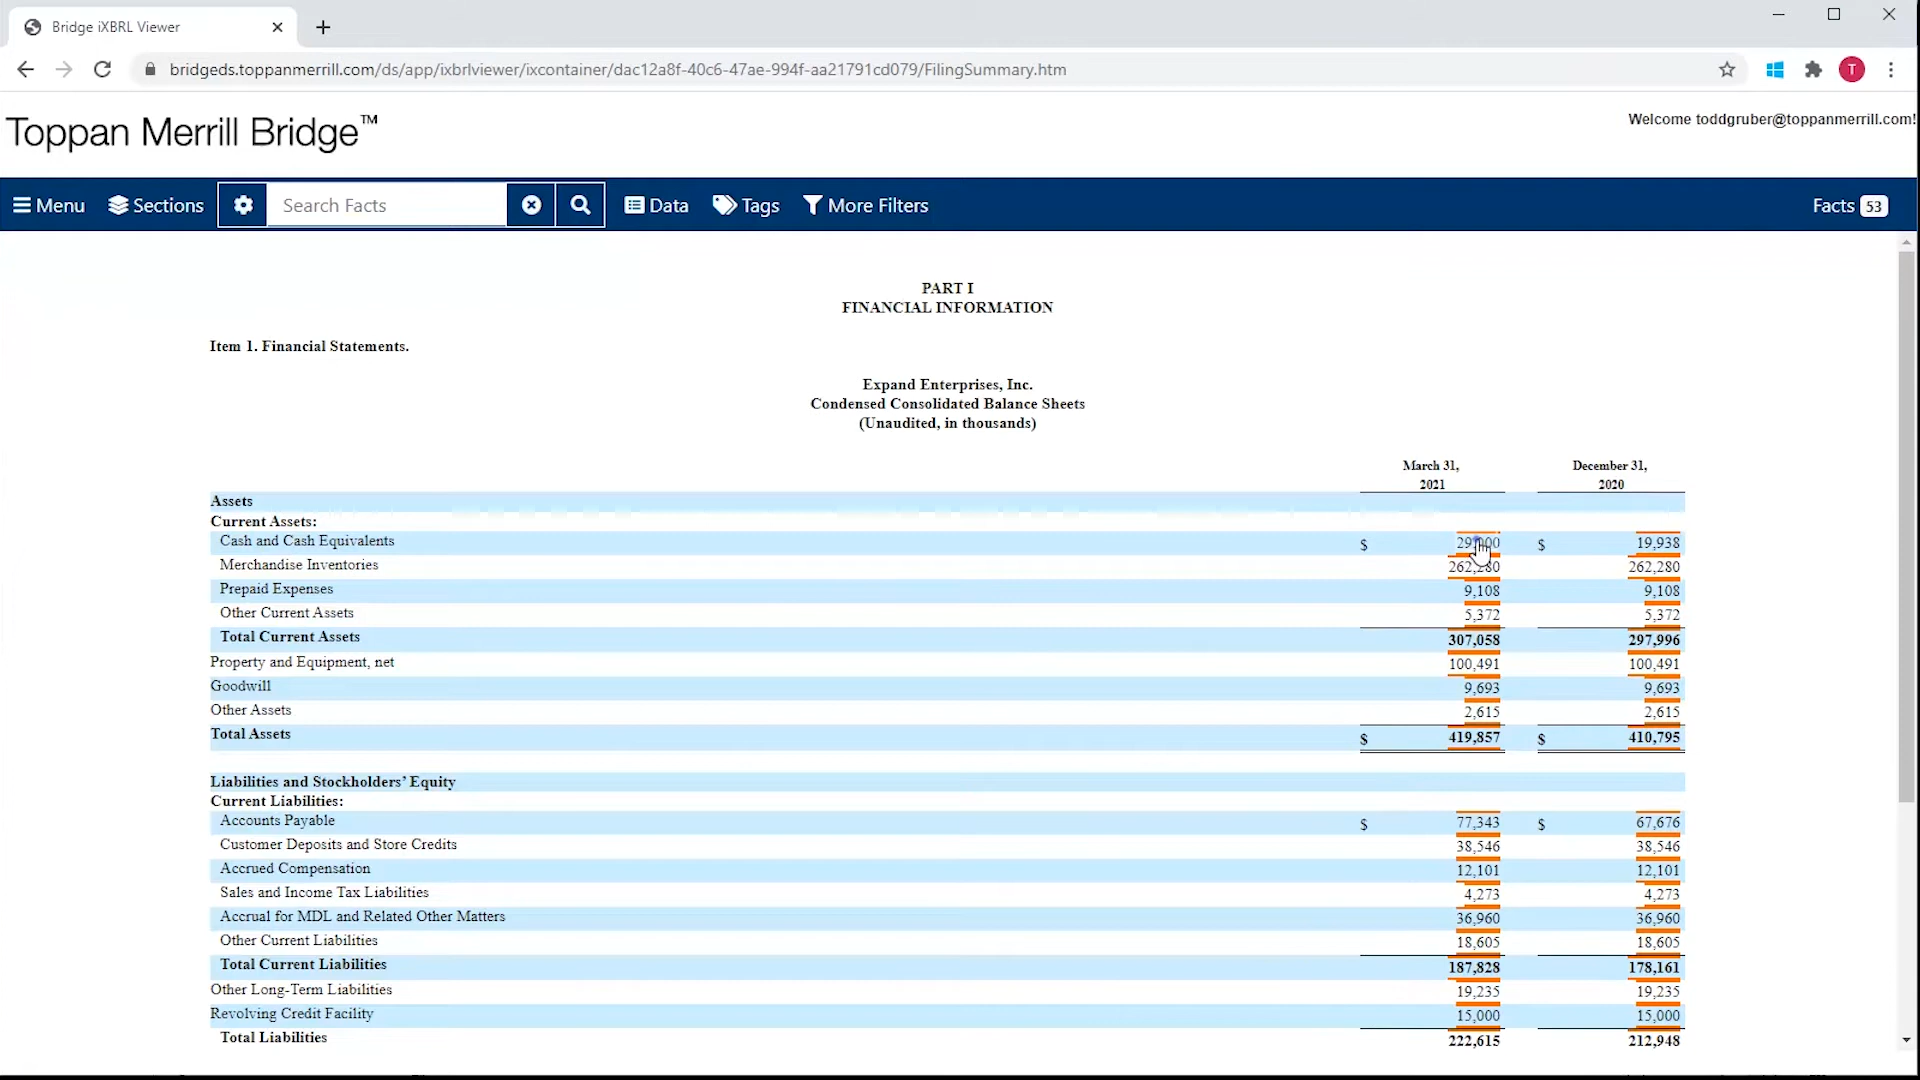 Bridge iXBRL Viewer
bridgeds.toppanmerrill.com/ds/app/ixbrlviewer/ixcontainer/dac12a8f-40c6-47ae-994f-aa21791cd079/FilingSummary.htm
T
Toppan Merrill Bridge™
Welcome toddgruber@toppanmerrill.com!
Menu Sections Search Facts Data Tags More Filters Facts 53
PART I
FINANCIAL INFORMATION
Item 1. Financial Statements.
Expand Enterprises, Inc.
Condensed Consolidated Balance Sheets
(Unaudited, in thousands)
March 31, December 31,
2021 2020
Assets
Current Assets:
Cash and Cash Equivalents $ 29,000 $ 19,938
Merchandise Inventories 262,280 262,280
Prepaid Expenses 9,108 9,108
Other Current Assets 5,372 5,372
Total Current Assets 307,058 297,996
Property and Equipment, net 100,491 100,491
Goodwill 9,693 9,693
Other Assets 2,615 2,615
Total Assets $ 419,857 $ 410,795
Liabilities and Stockholders' Equity
Current Liabilities:
Accounts Payable $ 77,343 $ 67,676
Customer Deposits and Store Credits 38,546 38,546
Accrued Compensation 12,101 12,101
Sales and Income Tax Liabilities 4,273 4,273
Accrual for MDL and Related Other Matters 36,960 36,960
Other Current Liabilities 18,605 18,605
Total Current Liabilities 187,828 178,161
Other Long-Term Liabilities 19,235 19,235
Revolving Credit Facility 15,000 15,000
Total Liabilities 222,615 212,948